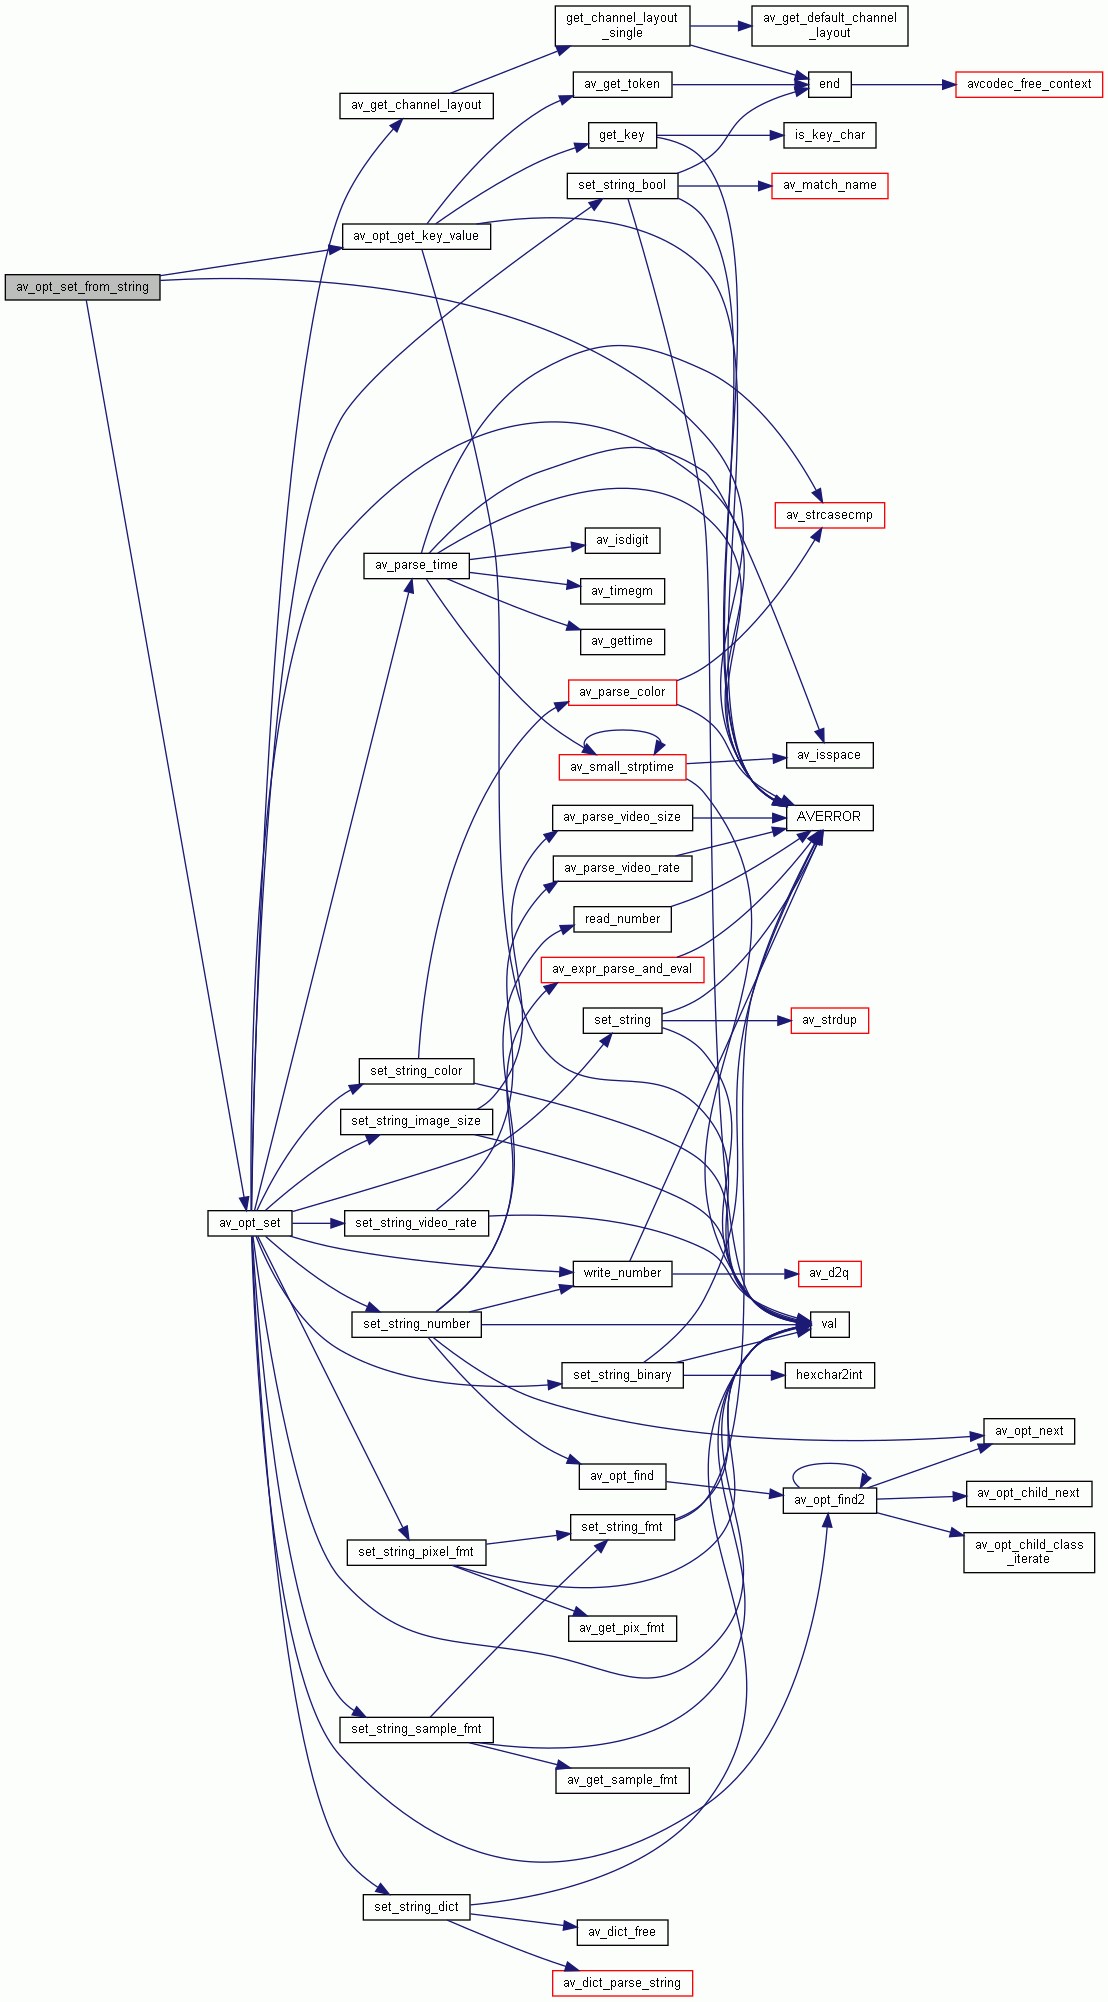 get_channel_layout
_single
av_get_default_channel
_layout
av_get_channel_layout
av_get_token
end
avcodec_free_context
get_key
is_key_char
set_string_bool
av_match_name
av_opt_get_key_value
av_opt_set_from_string
av_strcasecmp
av_isdigit
av_parse_time
av_timegm
av_gettime
av_parse_color
av_small_strptime
av_isspace
av_parse_video_size
AVERROR
av_parse_video_rate
read_number
av_expr_parse_and_eval
set_string
av_strdup
set_string_color
set_string_image_size
av_opt_set
set_string_video_rate
write_number
av_d2q
set_string_number
val
set_string_binary
hexchar2int
av_opt_next
av_opt_find
av_opt_find2
av_opt_child_next
set_string_fmt
set_string_pixel_fmt
av_opt_child_class
_iterate
av_get_pix_fmt
set_string_sample_fmt
av_get_sample_fmt
set_string_dict
av_dict_free
av_dict_parse_string